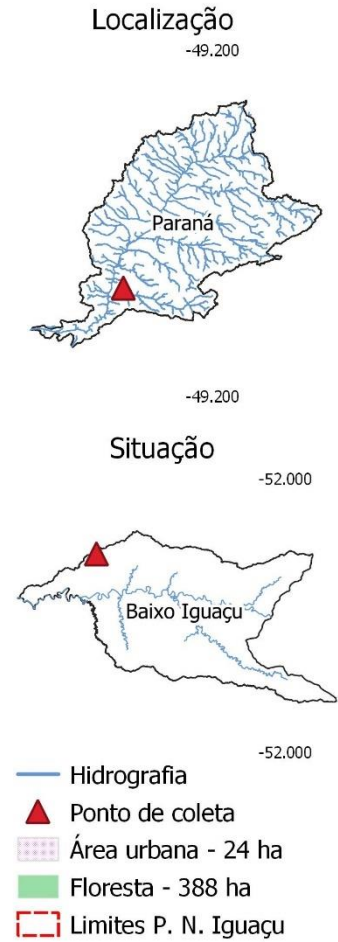 Localização
-49.200
Paraná
-49.200
Situação
-52.000
Baixo Iguaçu
-52.000
Hidrografia
Ponto de coleta
Área urbana - 24 ha
Floresta - 388 ha
Limites P. N. Iguaçu